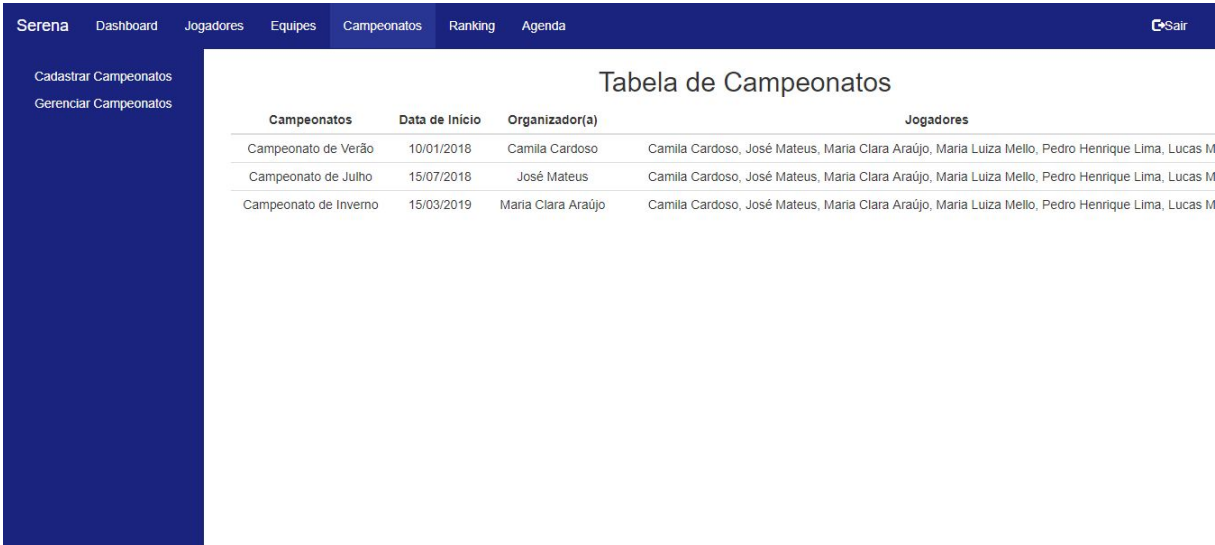 Serena Dashboard Jogadores Equipes Campeonatos Ranking Agenda Sair
Cadastrar Campeonatos
Gerenciar Campeonatos
Tabela de Campeonatos
Campeonatos Data de Início Organizador(a) Jogadores
Campeonato de Verão 10/01/2018 Camila Cardoso Camila Cardoso, José Mateus, Maria Clara Araújo, Maria Luiza Mello, Pedro Henrique Lima, Lucas M
Campeonato de Julho 15/07/2018 José Mateus Camila Cardoso, José Mateus, Maria Clara Araújo, Maria Luiza Mello, Pedro Henrique Lima, Lucas M
Campeonato de Inverno 15/03/2019 Maria Clara Araújo Camila Cardoso, José Mateus, Maria Clara Araújo, Maria Luiza Mello, Pedro Henrique Lima, Lucas M